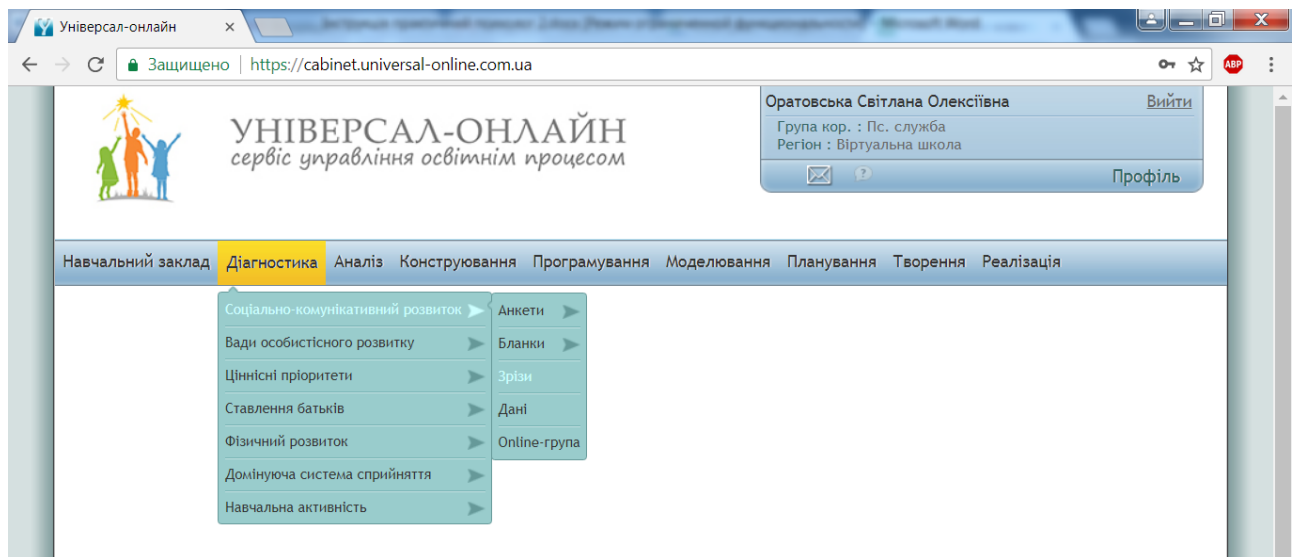 Універсал-онлайн
Защищено | https://cabinet.universal-online.com.ua
ABP
УНІВЕРСАЛ-ОНЛАЙН
сервіс управління освітнім процесом
Оратовська Світлана Олексіївна Вийти
Група кор. : Пс. служба
Регіон : Віртуальна школа
Профіль
Навчальний заклад Діагностика Аналіз Конструювання Програмування Моделювання Планування Творення Реалізація
Соціально-комунікативний розвиток
Вади особистісного розвитку
Ціннісні пріоритети
Ставлення батьків
Фізичний розвиток
Домінуюча система сприйняття
Навчальна активність
Анкети
Бланки
Зрізи
Дані
Online-група